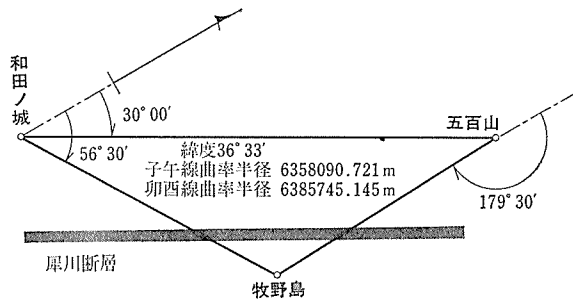 和田ノ城
30°00′
五百山
56°30′
緯度36°33′
子午線曲率半径 6358090.721m
卯酉線曲率半径 6385745.145m
179°30′
犀川断層
牧野島